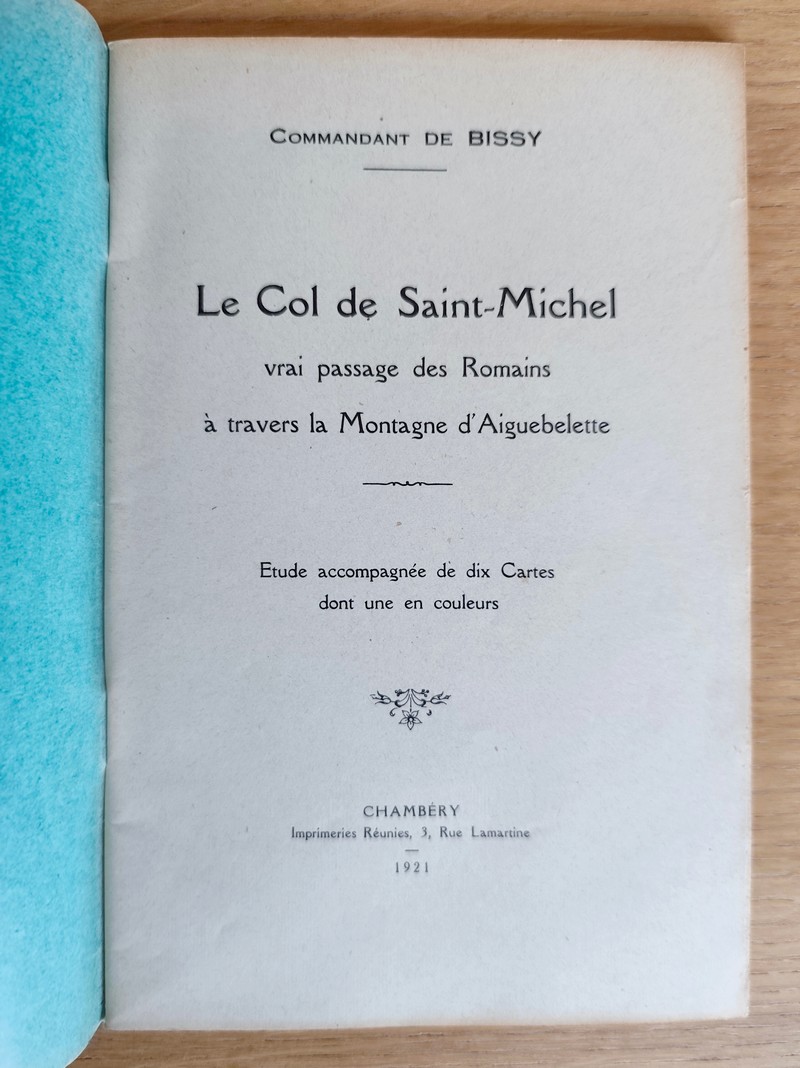 COMMANDANT DE BISSY
Le Col de Saint-Michel
vrai passage des Romains
à travers la Montagne d'Aiguebelette
Etude accompagnée de dix Cartes
dont une en couleurs
CHAMBÉRY
Imprimeries Réunies, 3, Rue Lamartine
1921